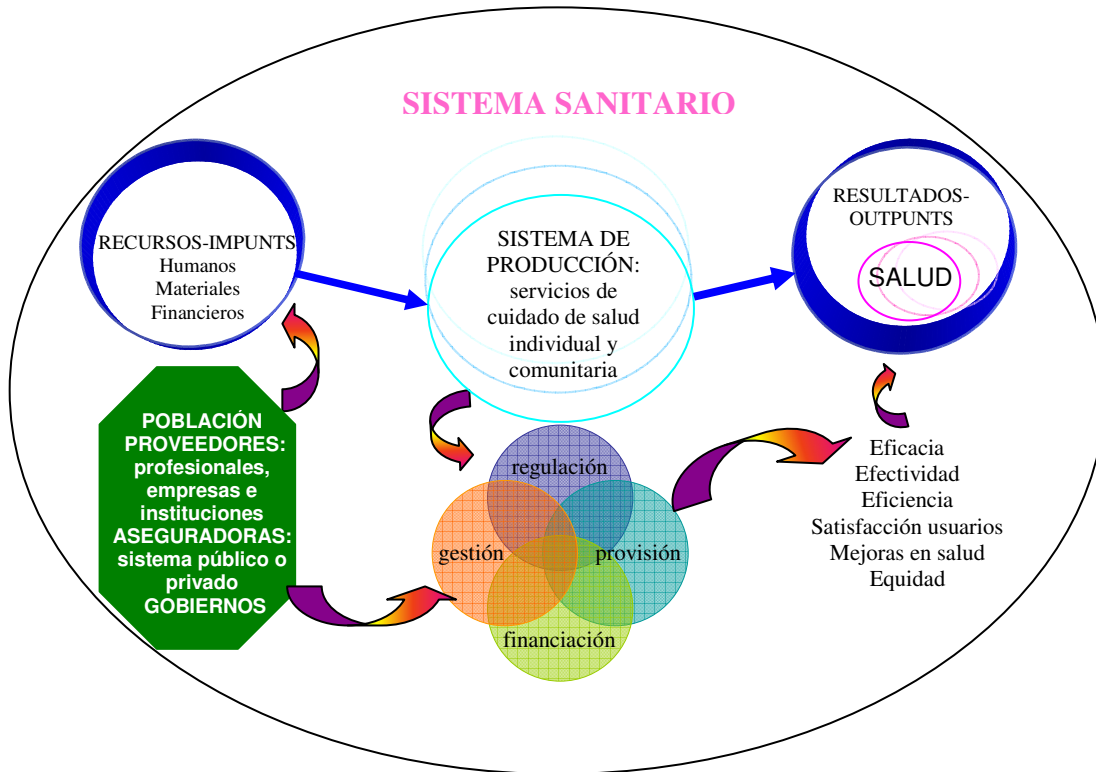 SISTEMA SANITARIO
RECURSOS-IMPUNTS
Humanos
Materiales
Financieros
SISTEMA DE
PRODUCCIÓN:
servicios de
cuidado de salud
individual y
comunitaria
RESULTADOS-
OUTPUNTS
SALUD
POBLACIÓN
PROVEEDORES:
profesionales,
empresas e
instituciones
ASEGURADORAS:
sistema público o
privado
GOBIERNOS
regulación
gestión
provisión
financiación
Eficacia
Efectividad
Eficiencia
Satisfacción usuarios
Mejoras en salud
Equidad